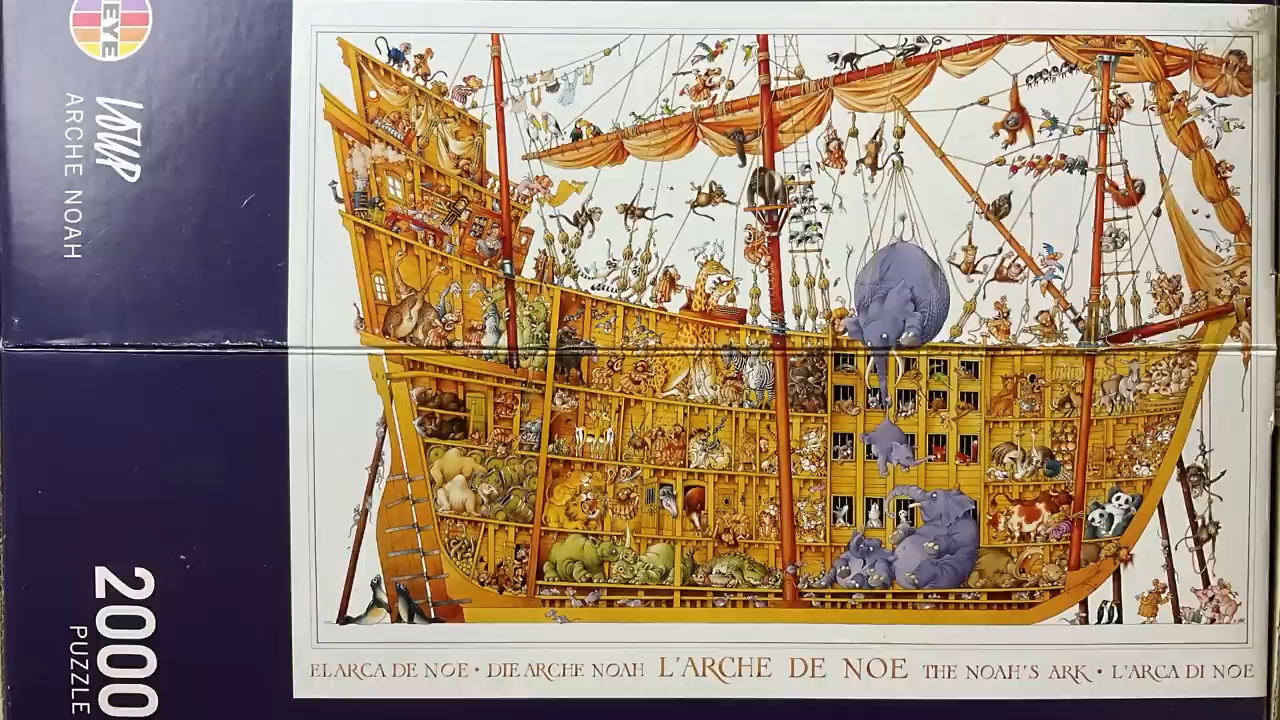 EYE
VOUP
ARCHE NOAH
2000
PUZZLE
EL ARCA DE NOE • DIE ARCHE NOAH L'ARCHE DE NOE THE NOAH'S ARK • L'ARCA DI NOE